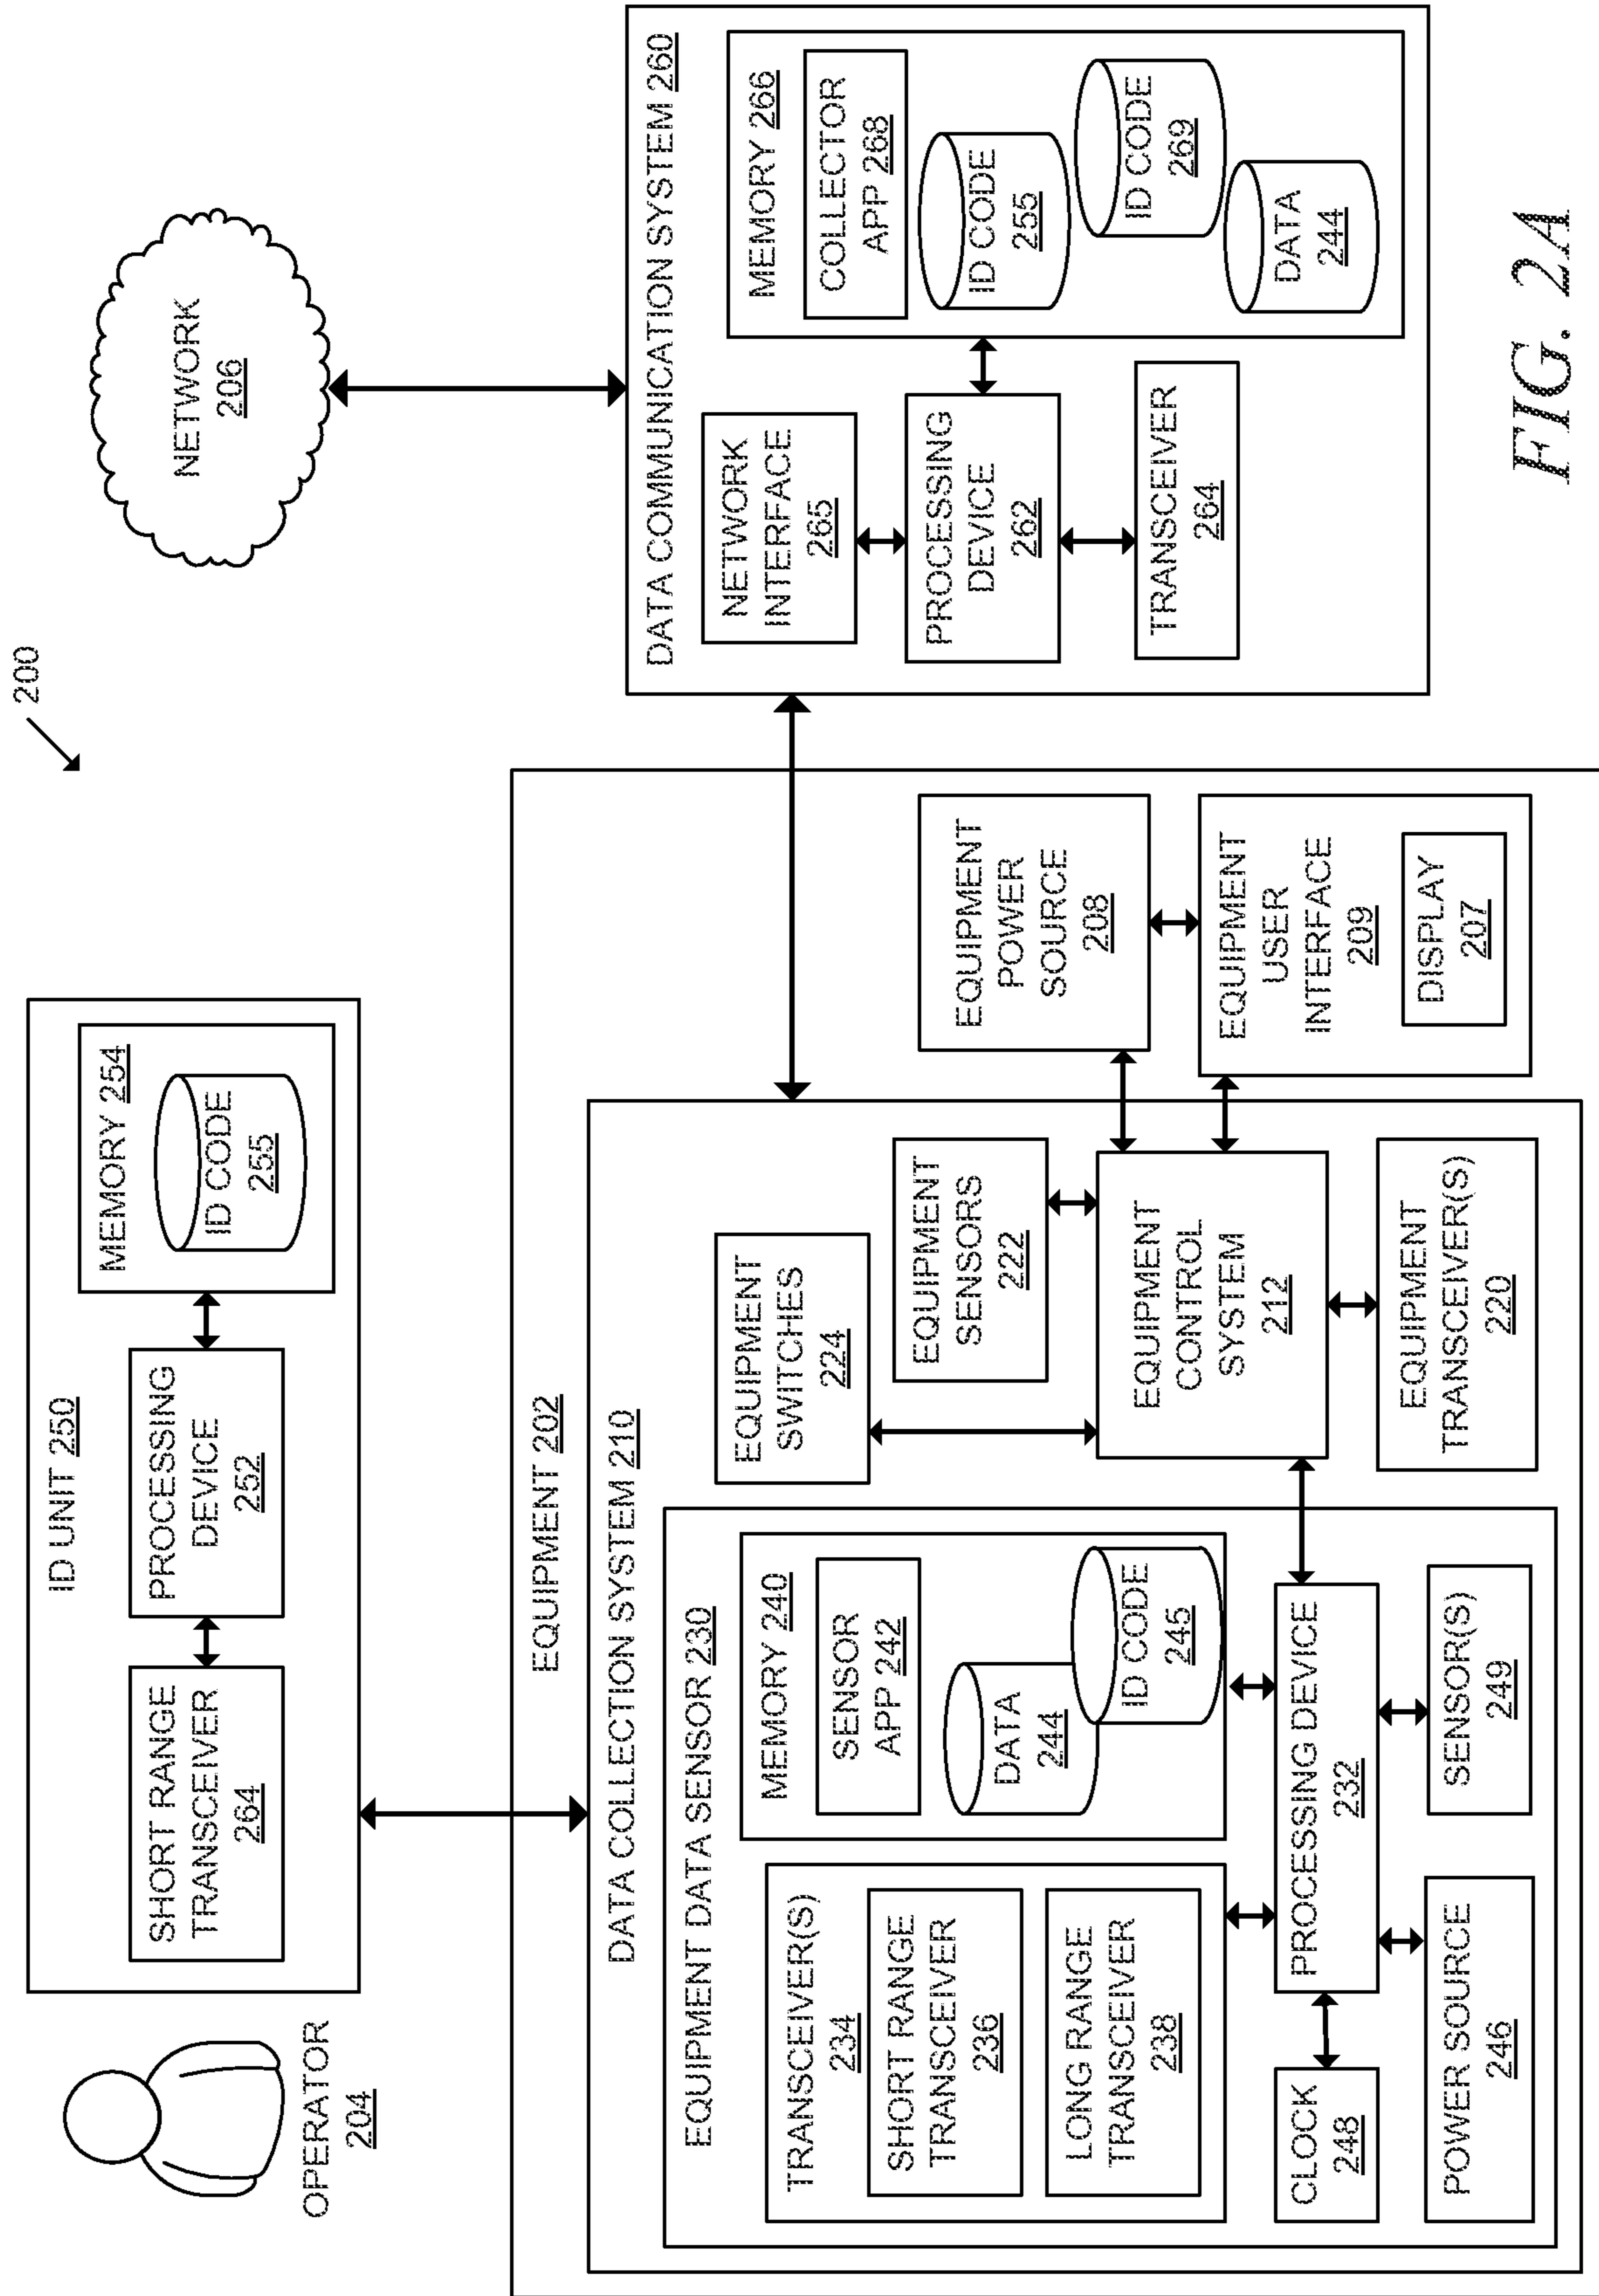 200
OPERATOR
204
ID UNIT 250
SHORT RANGE
TRANSCEIVER
264
PROCESSING
DEVICE
252
MEMORY 254
ID CODE
255
NETWORK
206
EQUIPMENT 202
DATA COLLECTION SYSTEM 210
EQUIPMENT DATA SENSOR 230
TRANSCEIVER(S)
234
SHORT RANGE
TRANSCEIVER
236
LONG RANGE
TRANSCEIVER
238
MEMORY 240
SENSOR
APP 242
DATA
244
ID CODE
245
CLOCK
248
PROCESSING DEVICE
232
POWER SOURCE
246
SENSOR(S)
249
EQUIPMENT
SWITCHES
224
EQUIPMENT
SENSORS
222
EQUIPMENT
CONTROL
SYSTEM
212
EQUIPMENT
TRANSCEIVER(S)
220
EQUIPMENT
POWER
SOURCE
208
EQUIPMENT
USER
INTERFACE
209
DISPLAY
207
DATA COMMUNICATION SYSTEM 260
NETWORK
INTERFACE
265
PROCESSING
DEVICE
262
TRANSCEIVER
264
MEMORY 266
COLLECTOR
APP 268
ID CODE
255
ID CODE
269
DATA
244
FIG. 2A